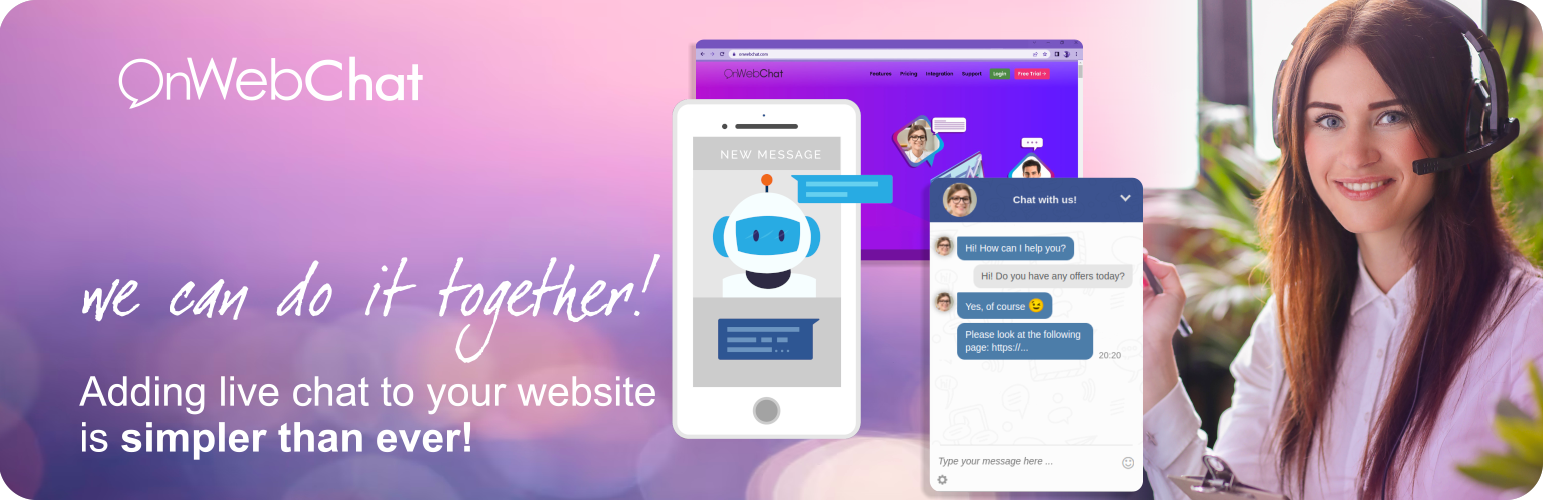 OnWebChat
we can do it together!
Adding live chat to your website
is simpler than ever!
onwebchat.com
OnWebChat
Features Pricing Integration Support Login Free Trial →
NEW MESSAGE
Chat with us!
Hi! How can I help you?
Hi! Do you have any offers today?
Yes, of course 😉
Please look at the following
page: https://...
20:20
Type your message here ...